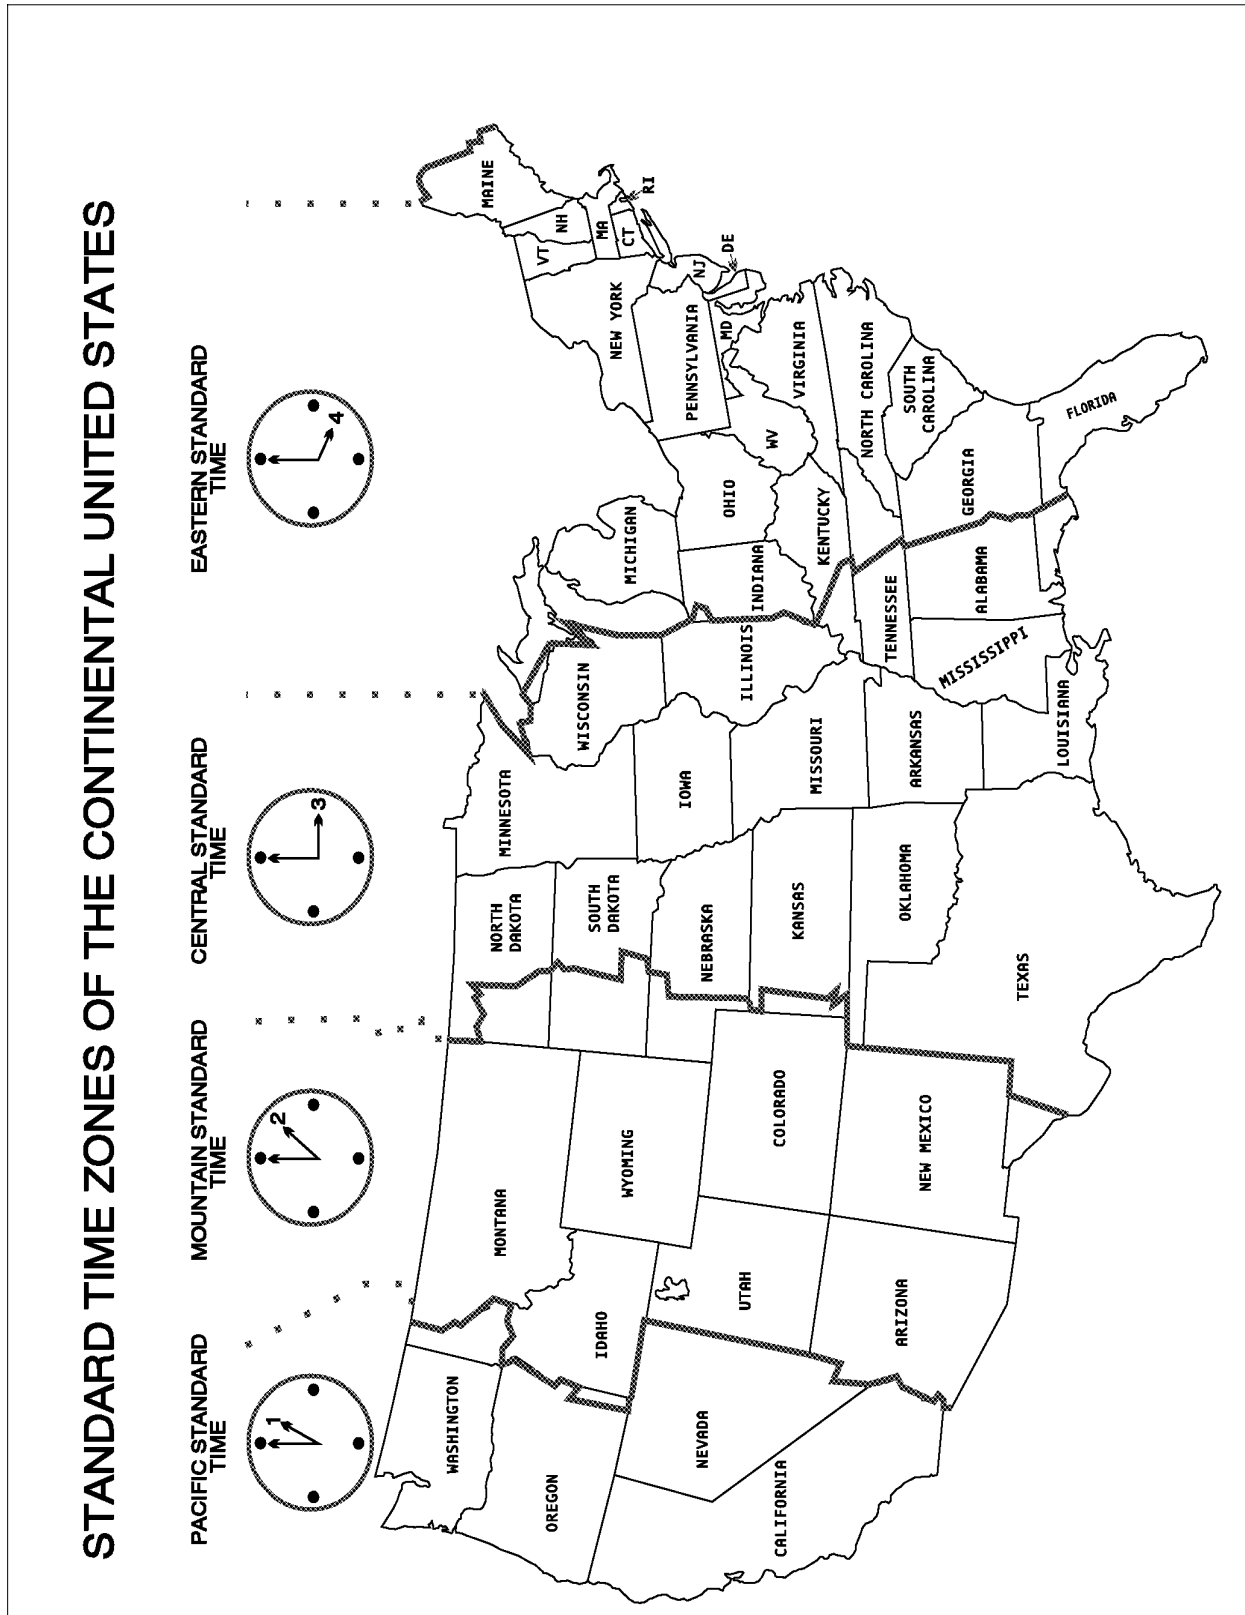 STANDARD TIME ZONES OF THE CONTINENTAL UNITED STATES
PACIFIC STANDARD
TIME
MOUNTAIN STANDARD
TIME
CENTRAL STANDARD
TIME
EASTERN STANDARD
TIME
1
2
3
4
WASHINGTON
OREGON
CALIFORNIA
NEVADA
IDAHO
MONTANA
WYOMING
UTAH
ARIZONA
COLORADO
NEW MEXICO
NORTH
DAKOTA
SOUTH
DAKOTA
NEBRASKA
KANSAS
OKLAHOMA
TEXAS
MINNESOTA
IOWA
MISSOURI
ARKANSAS
LOUISIANA
WISCONSIN
ILLINOIS
MISSISSIPPI
MICHIGAN
INDIANA
KENTUCKY
TENNESSEE
ALABAMA
OHIO
WV
GEORGIA
FLORIDA
SOUTH
CAROLINA
NORTH CAROLINA
VIRGINIA
MD
DE
PENNSYLVANIA
NJ
NEW YORK
CT
RI
MA
VT
NH
MAINE